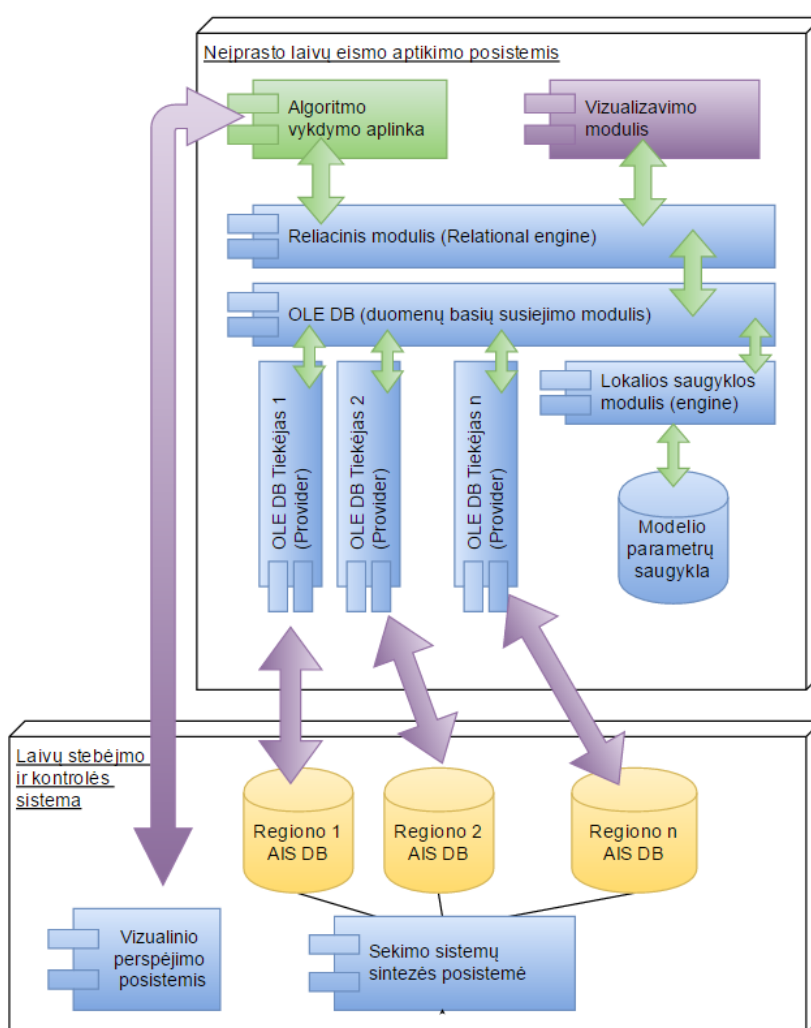 Neįprasto laivų eismo aptikimo posistemis
Algoritmo
vykdymo aplinka
Vizualizavimo
modulis
Reliacinis modulis (Relational engine)
OLE DB (duomenų basių susiejimo modulis)
OLE DB Tiekėjas 1
(Provider)
OLE DB Tiekėjas 2
(Provider)
OLE DB Tiekėjas n
(Provider)
Lokalios saugyklos
modulis (engine)
Modelio
parametrų
saugykla
Laivų stebėjmo
ir kontrolės
sistema
Regiono 1
AIS DB
Regiono 2
AIS DB
Regiono n
AIS DB
Vizualinio
perspėjimo
posistemis
Sekimo sistemų
sintezės posistemė